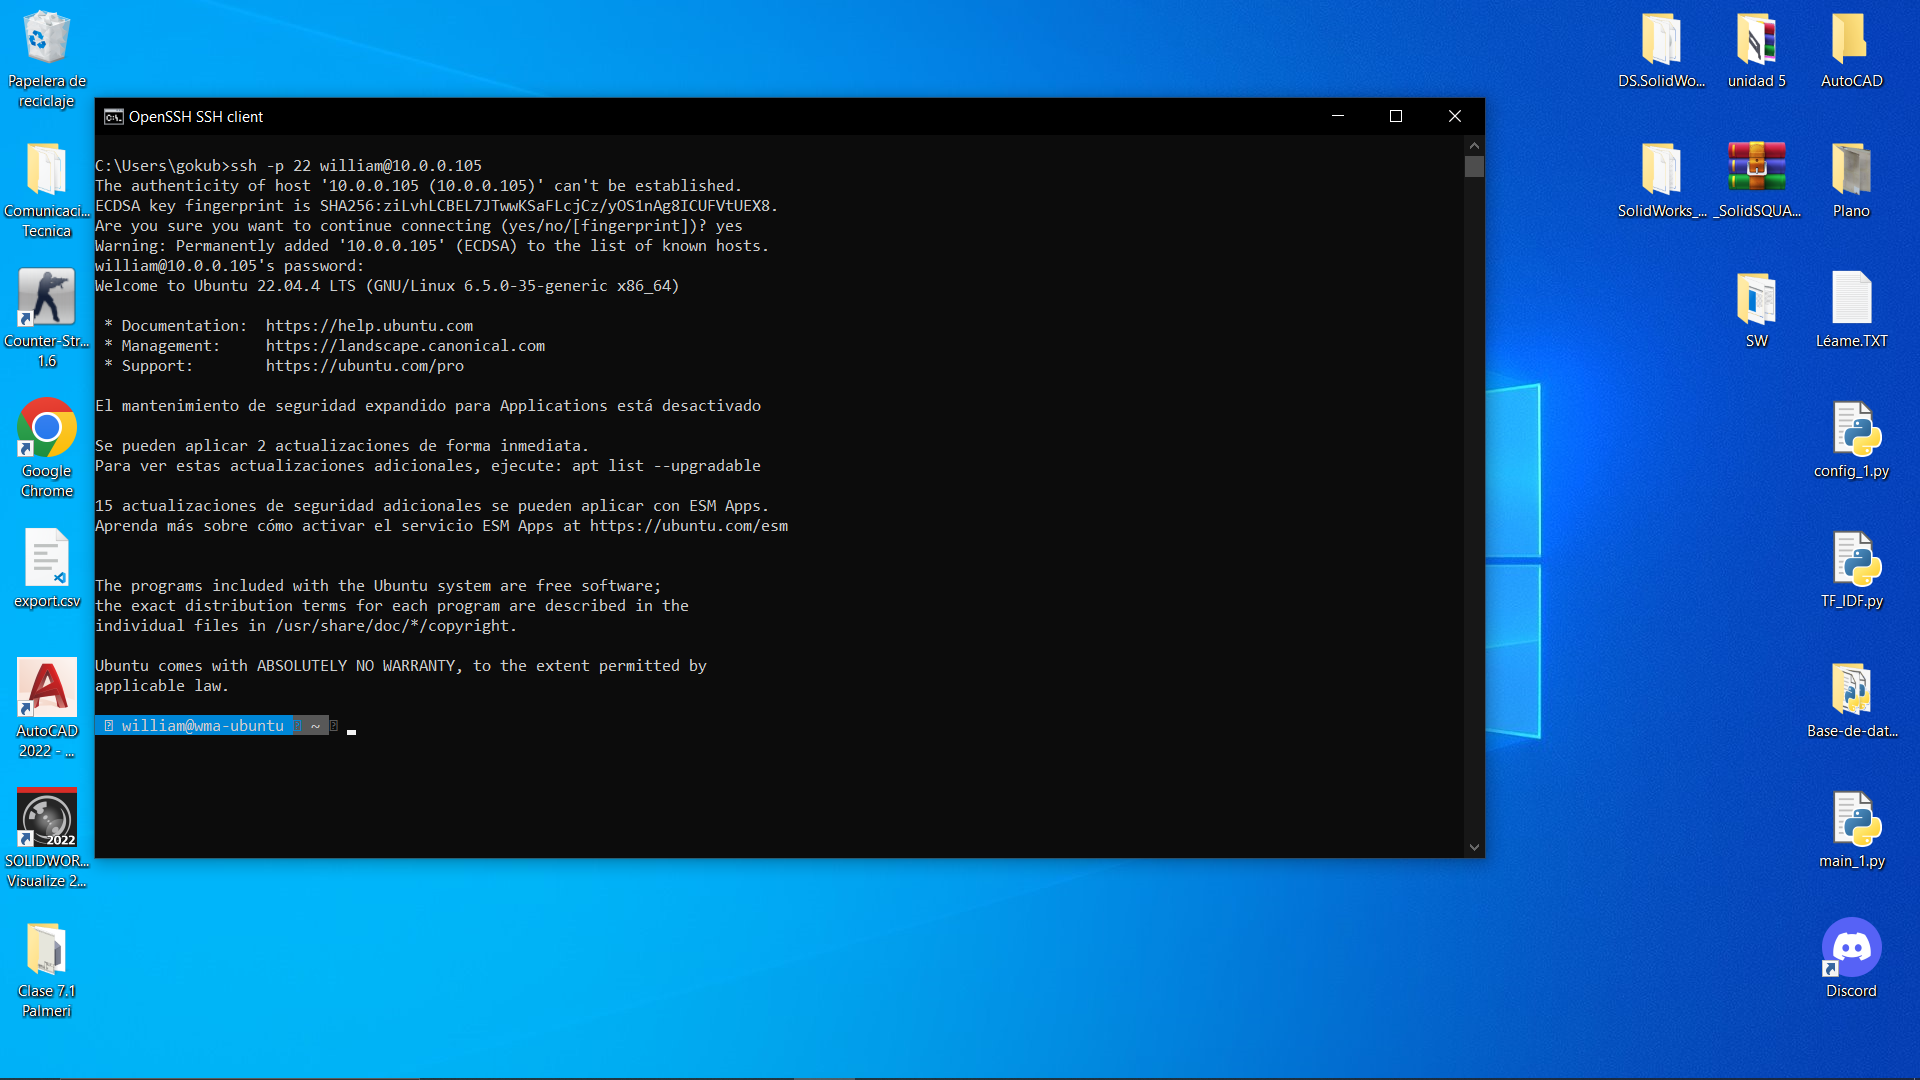 Papelera de
reciclaje
Comunicaci...
Tecnica
Counter-Str...
1.6
Google
Chrome
export.csv
AutoCAD
2022 - ...
2022
SOLIDWOR...
Visualize 2...
Clase 7.1
Palmeri
OpenSSH SSH client
C:\Users\gokub>ssh -p 22 william@10.0.0.105
The authenticity of host '10.0.0.105 (10.0.0.105)' can't be established.
ECDSA key fingerprint is SHA256:ziLvhLCBEL7JTwwKSaFLcjCz/yOS1nAg8ICUFVtUEX8.
Are you sure you want to continue connecting (yes/no/[fingerprint])? yes
Warning: Permanently added '10.0.0.105' (ECDSA) to the list of known hosts.
william@10.0.0.105's password:
Welcome to Ubuntu 22.04.4 LTS (GNU/Linux 6.5.0-35-generic x86_64)
* Documentation:  https://help.ubuntu.com
* Management:     https://landscape.canonical.com
* Support:        https://ubuntu.com/pro
El mantenimiento de seguridad expandido para Applications está desactivado
Se pueden aplicar 2 actualizaciones de forma inmediata.
Para ver estas actualizaciones adicionales, ejecute: apt list --upgradable
15 actualizaciones de seguridad adicionales se pueden aplicar con ESM Apps.
Aprenda más sobre cómo activar el servicio ESM Apps at https://ubuntu.com/esm
The programs included with the Ubuntu system are free software;
the exact distribution terms for each program are described in the
individual files in /usr/share/doc/*/copyright.
Ubuntu comes with ABSOLUTELY NO WARRANTY, to the extent permitted by
applicable law.
william@wma-ubuntu ~
DS.SolidWo...
unidad 5
AutoCAD
SolidWorks_...
_SolidSQUA...
Plano
SW
Léame.TXT
config_1.py
TF_IDF.py
Base-de-dat...
main_1.py
Discord